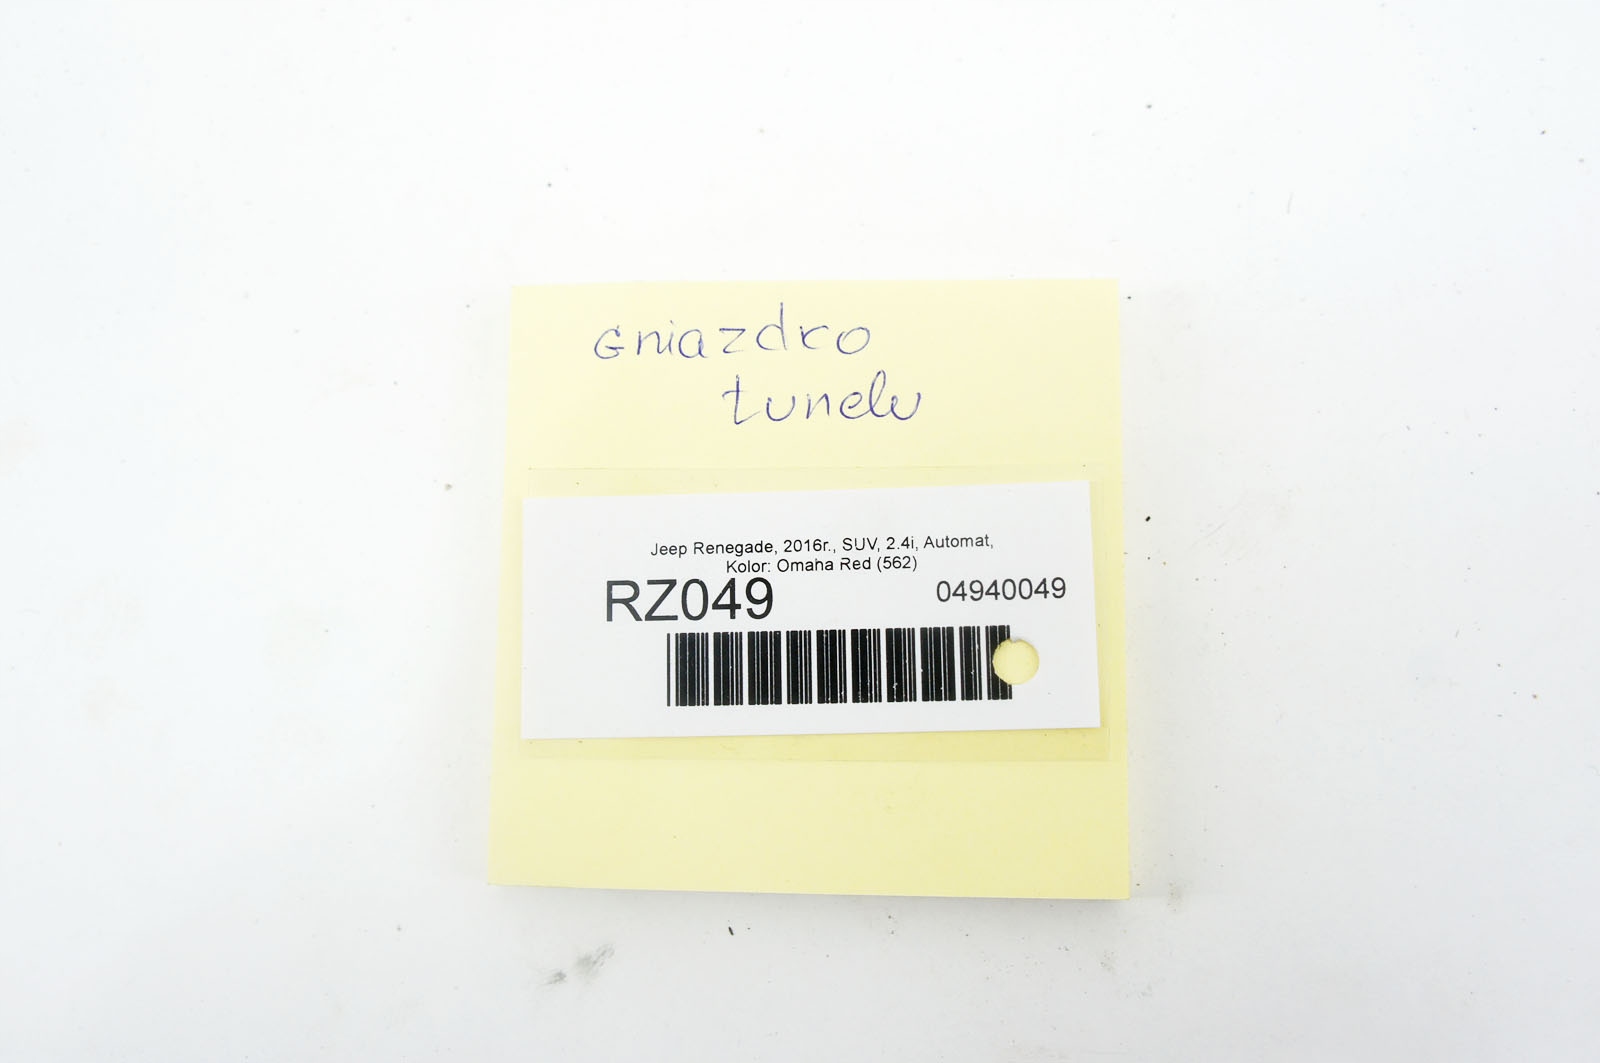 Gniazdko
tunelu
Jeep Renegade, 2016r., SUV, 2.4i, Automat,
Kolor: Omaha Red (562)
RZ049 04940049